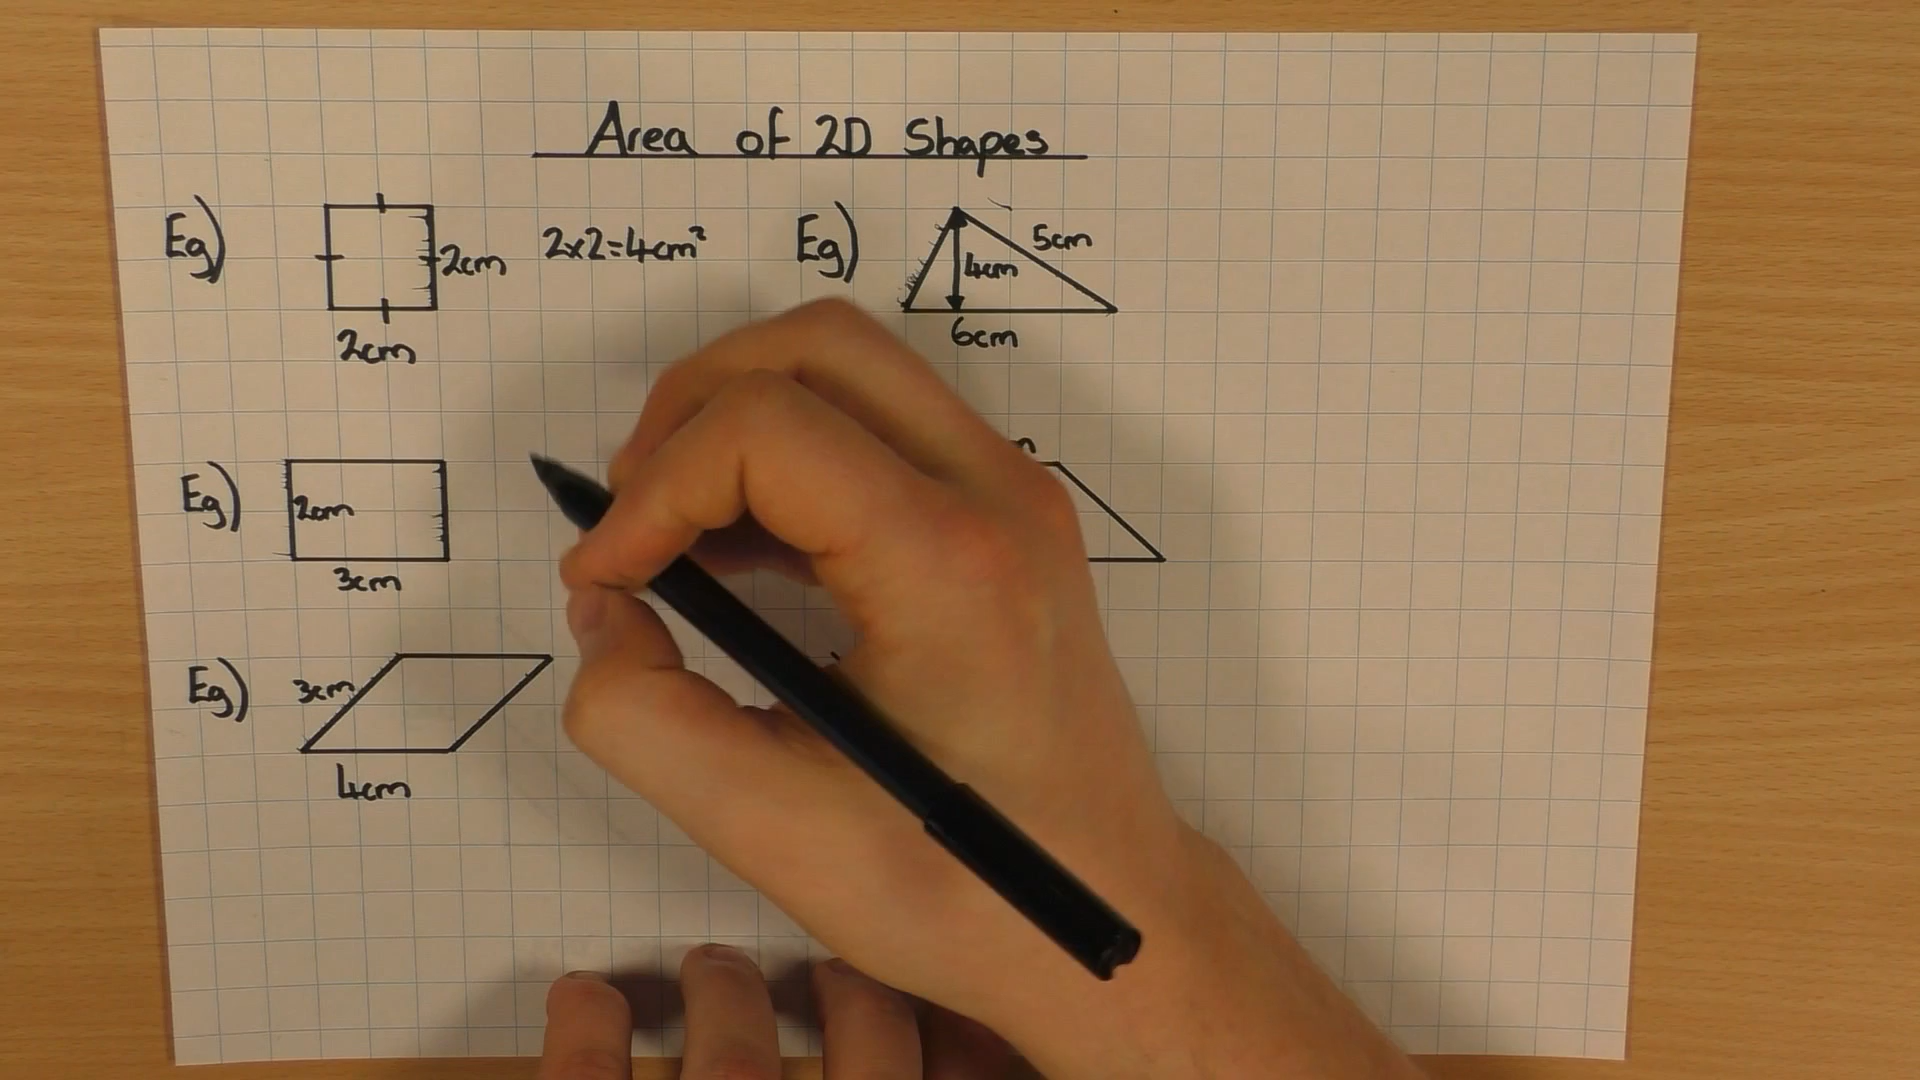 Area of 2D Shapes
Eg) 2cm 2x2=4cm²
2cm
Eg) 5cm
4cm
6cm
Eg) 2cm
3cm
Eg) 3cm
4cm